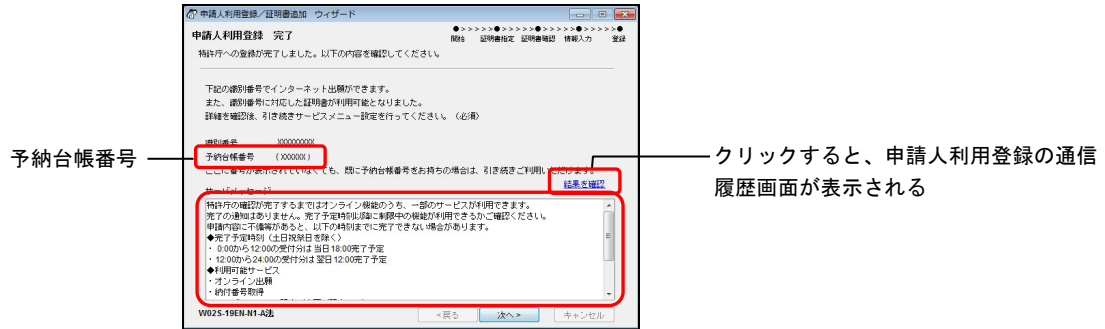 申請人利用登録／証明書追加 ウィザード
申請人利用登録 完了
●>>>>>●>>>>>●>>>>>●>>>>>●
開始 証明書指定 証明書確認 情報入力 登録
特許庁への登録が完了しました。以下の内容を確認してください。
下記の識別番号でインターネット出願ができます。
また、識別番号に対応した証明書が利用可能となりました。
詳細を確認後、引き続きサービスメニュー設定を行ってください。（必須）
識別番号 XXXXXXXXX
予納台帳番号 （XXXXXX）
ここに番号が表示されていなくても、既に予納台帳番号をお持ちの場合は、引き続きご利用いただけます。
結果を確認
サーバメッセージ
特許庁の確認が完了するまではオンライン機能のうち、一部のサービスが利用できます。
完了の通知はありません。完了予定時刻以降に制限中の機能が利用できるかご確認ください。
申請内容に不備等があると、以下の時刻までに完了できない場合があります。
◆完了予定時刻（土日祝祭日を除く）
・ 0:00から12:00の受付分は当日18:00完了予定
・ 12:00から24:00の受付分は翌日12:00完了予定
◆利用可能サービス
・オンライン出願
・納付番号取得
W02S-19EN-N1-A法
<戻る
次へ>
キャンセル
予納台帳番号
クリックすると、申請人利用登録の通信
履歴画面が表示される